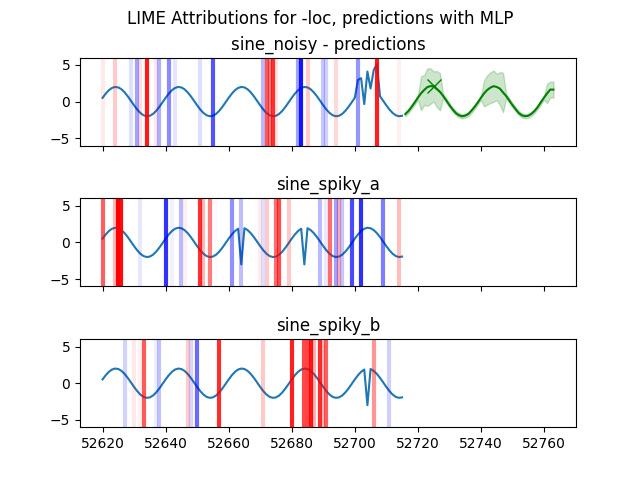 LIME Attributions for -loc, predictions with MLP
sine_noisy - predictions
5
0
−5
sine_spiky_a
5
0
−5
sine_spiky_b
5
0
−5
52620 52640 52660 52680 52700 52720 52740 52760